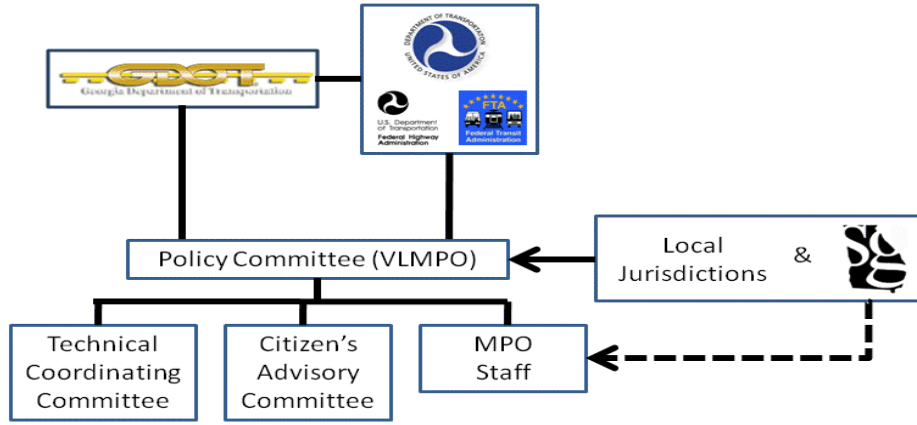 DEPARTMENT OF TRANSPORTATION
UNITED STATES OF AMERICA
GDOT
Georgia Department of Transportation
U.S. Department
of Transportation
Federal Highway
Administration
FTA
Federal Transit
Administration
Policy Committee (VLMPO)
Local
Jurisdictions
&
sg
Technical
Coordinating
Committee
Citizen's
Advisory
Committee
MPO
Staff